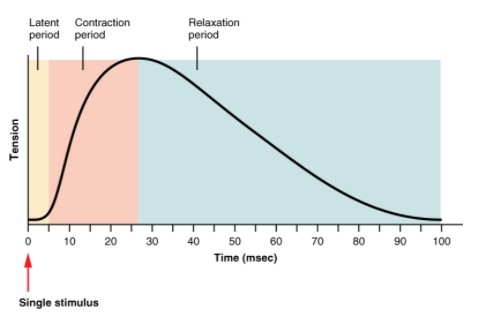 Latent
period
Contraction
period
Relaxation
period
Tension
0 10 20 30 40 50 60 70 80 90 100
Time (msec)
Single stimulus